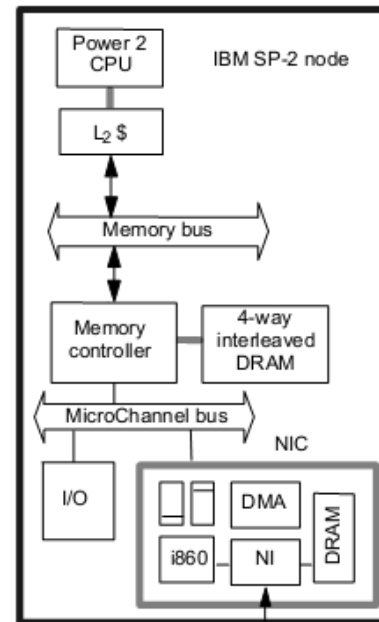 Power 2
CPU
IBM SP-2 node
L2 $
Memory bus
Memory
controller
4-way
interleaved
DRAM
MicroChannel bus
NIC
I/O
DMA
DRAM
i860
NI